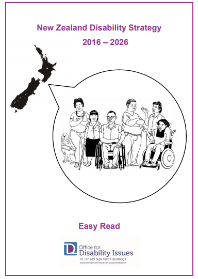 New Zealand Disability Strategy
2016 – 2026
Easy Read
Office for
Disability Issues